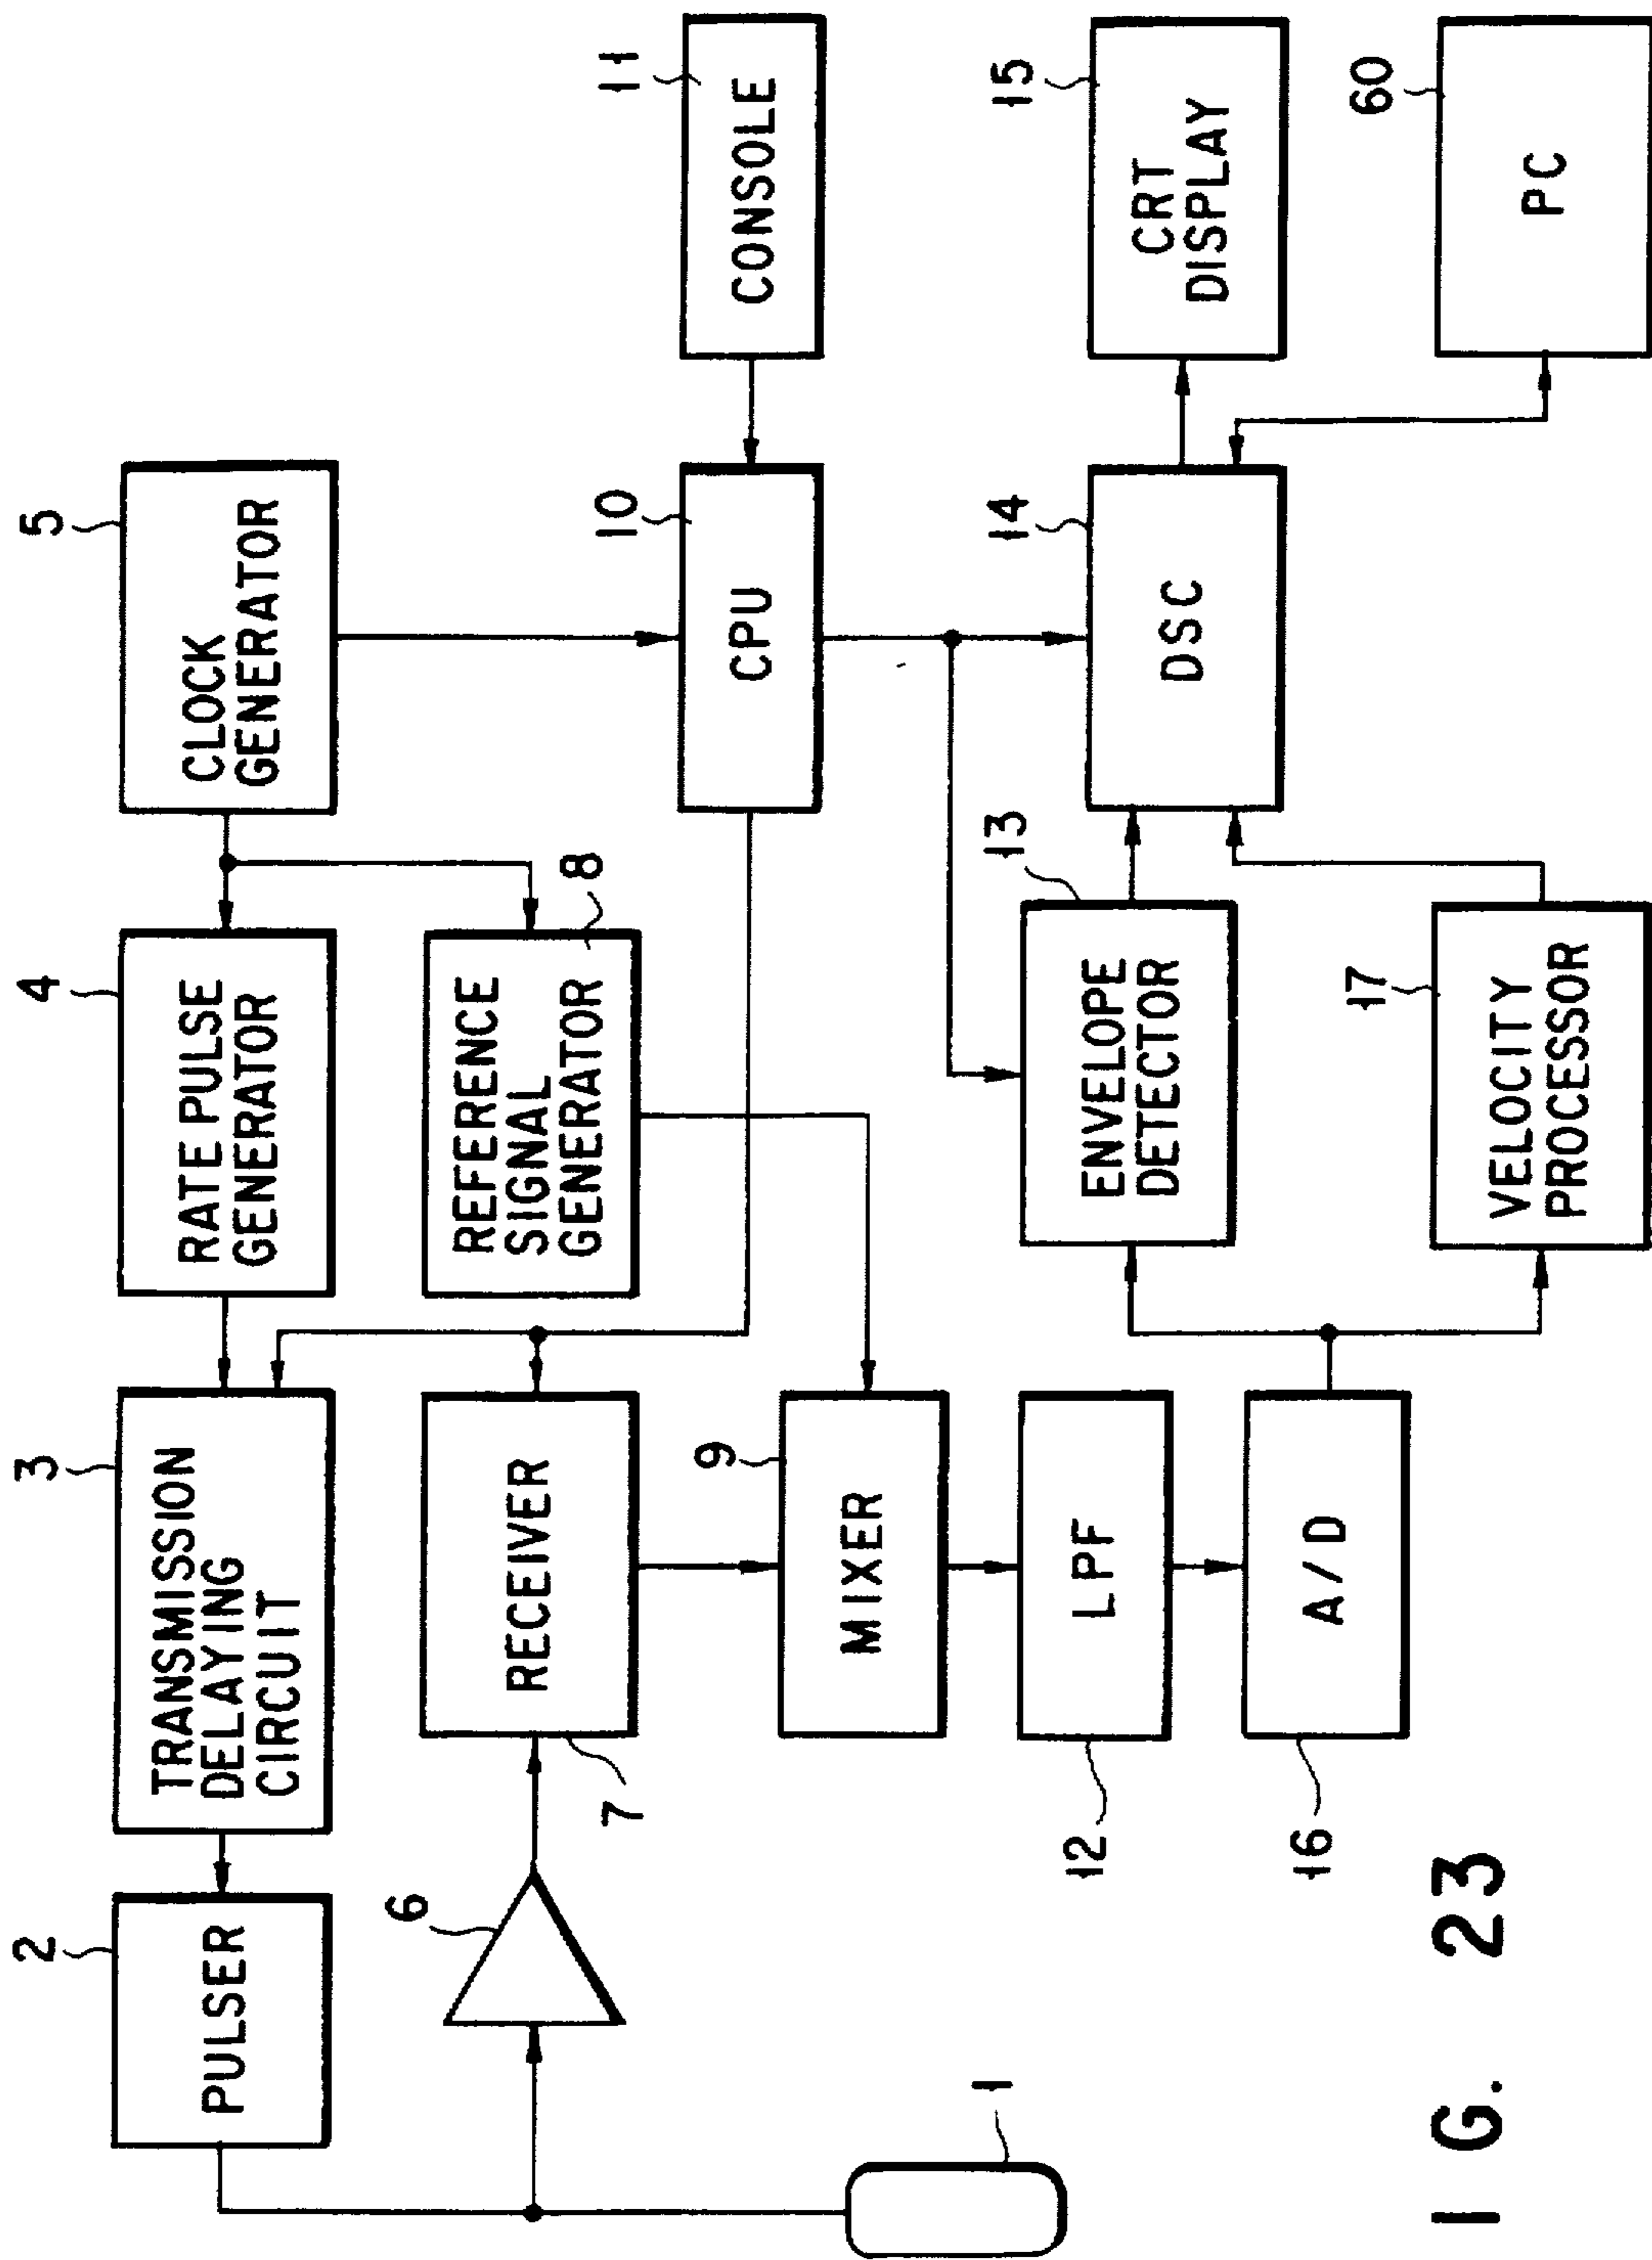 2
PULSER
3
TRANSMISSION
DELAYING
CIRCUIT
4
RATE PULSE
GENERATOR
5
CLOCK
GENERATOR
6
7
RECEIVER
8
REFERENCE
SIGNAL
GENERATOR
9
MIXER
10
CPU
11
CONSOLE
1
12
LPF
13
ENVELOPE
DETECTOR
14
DSC
15
CRT
DISPLAY
16
A/D
17
VELOCITY
PROCESSOR
60
PC
IG. 23